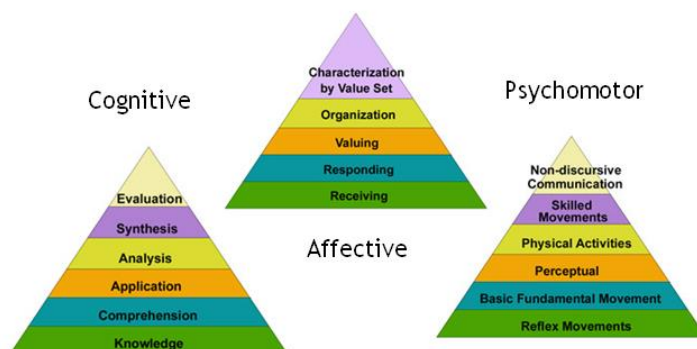 Cognitive
Evaluation
Synthesis
Analysis
Application
Comprehension
Knowledge
Characterization
by Value Set
Organization
Valuing
Responding
Receiving
Affective
Psychomotor
Non-discursive
Communication
Skilled
Movements
Physical Activities
Perceptual
Basic Fundamental Movement
Reflex Movements